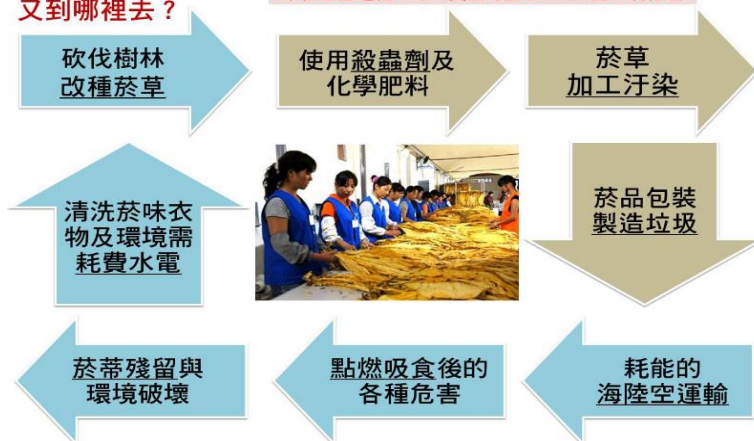 又到哪裡去？
砍伐樹林
改種菸草
使用殺蟲劑及
化學肥料
菸草
加工汙染
菸品包裝
製造垃圾
耗能的
海陸空運輸
點燃吸食後的
各種危害
菸蒂殘留與
環境破壞
清洗菸味衣
物及環境需
耗費水電